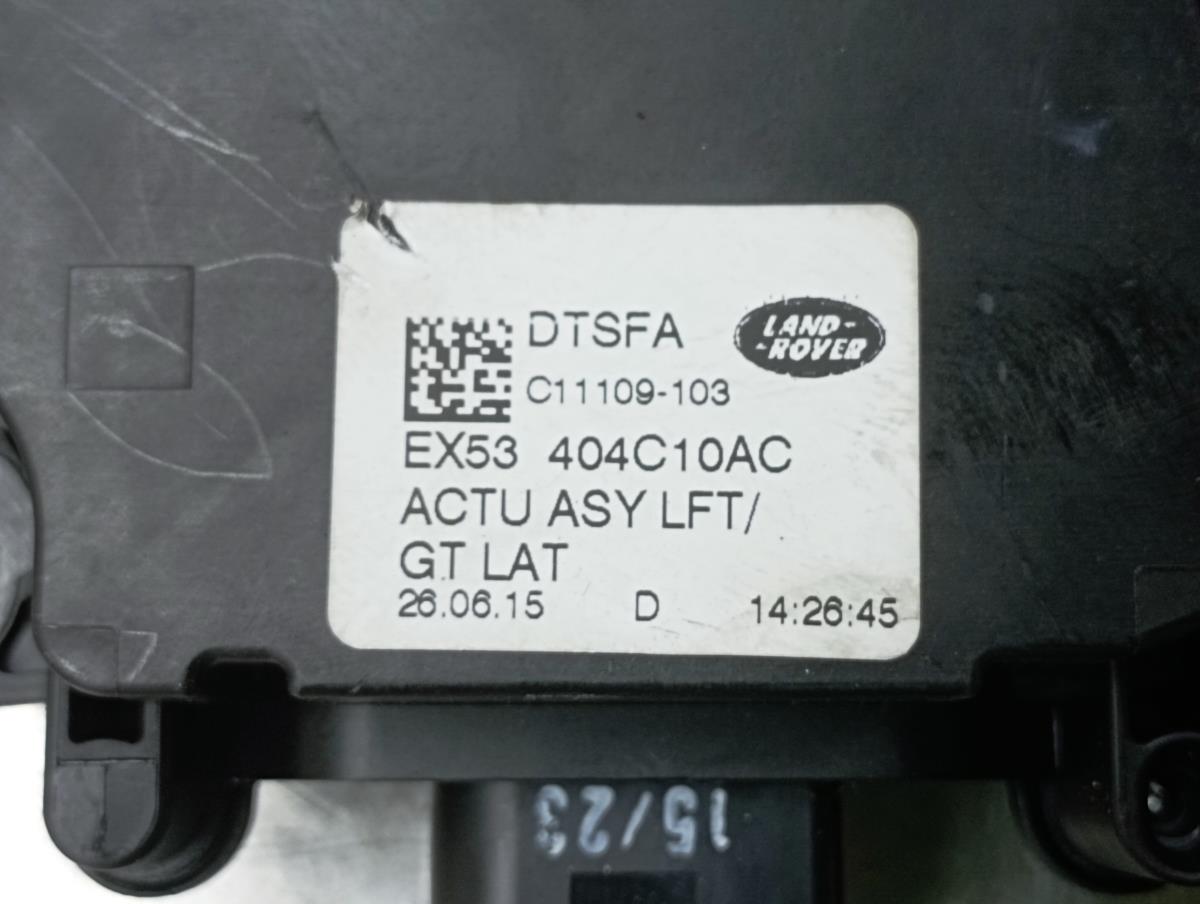 DTSFA
LAND-
-ROVER
C11109-103
EX53 404C10AC
ACTU ASY LFT/
GT LAT
26.06.15 D 14:26:45
15/23